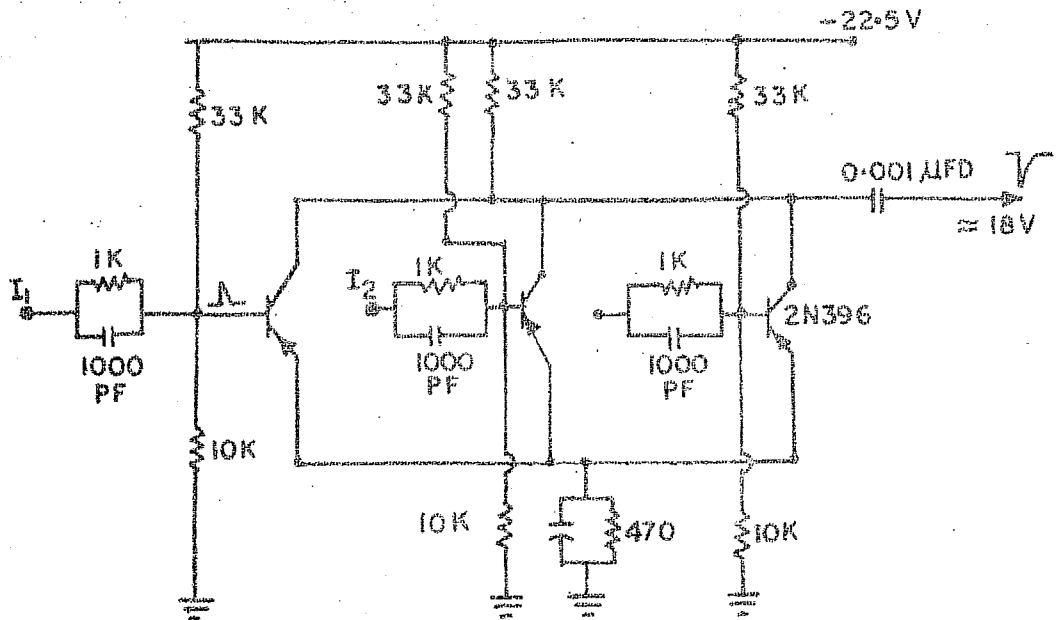 -22.5V
33K
33K
33K
33K
0.001 µFD
≈ 18V
I1
1K
1000
PF
I2
1K
1000
PF
1K
1000
PF
2N396
10K
10K
470
10K